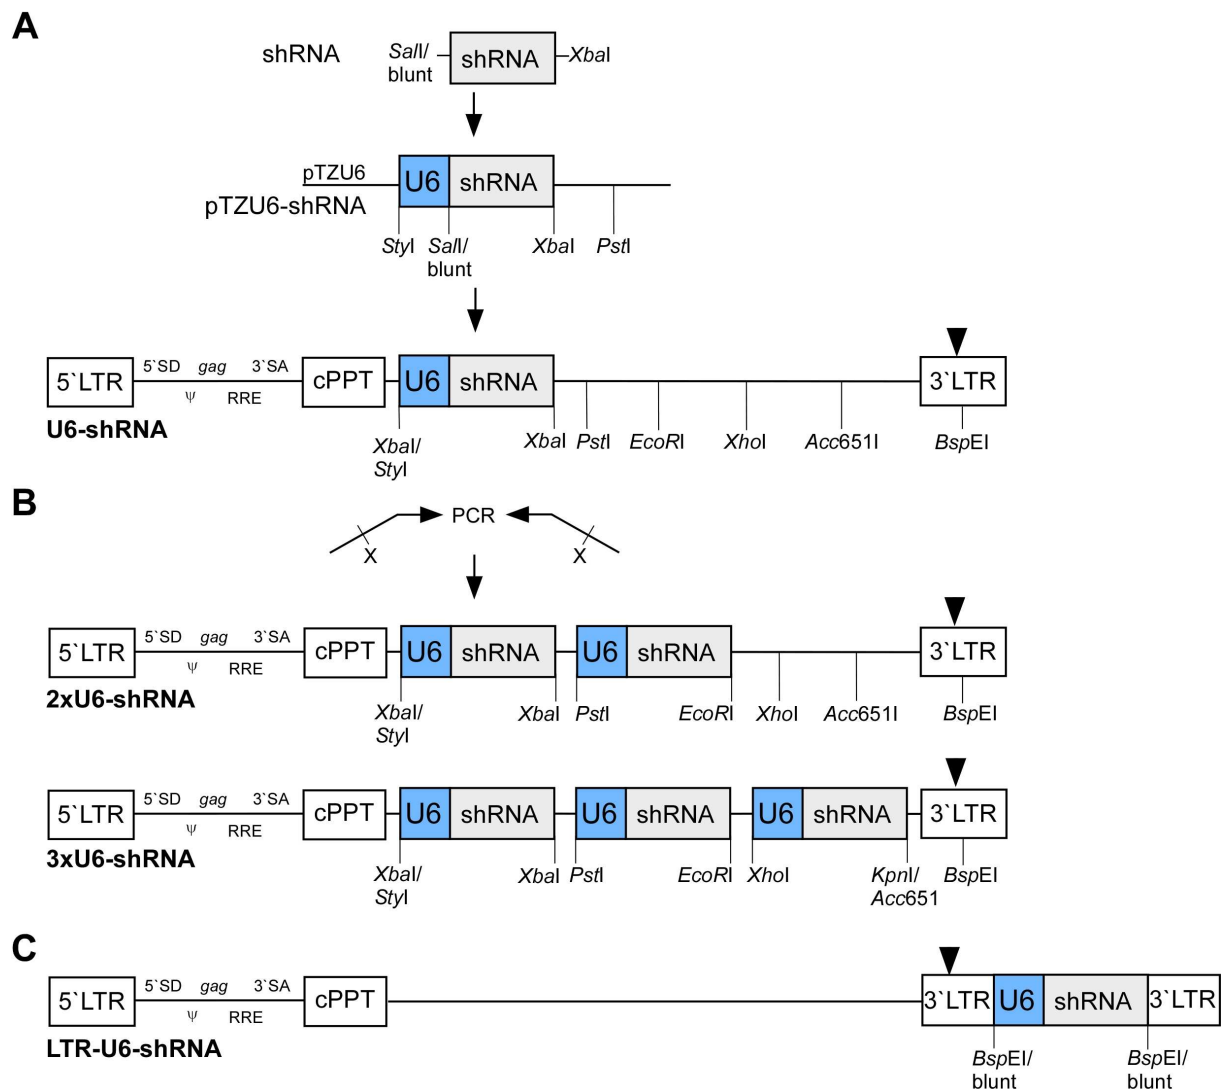 A
shRNA
SalI/
blunt
shRNA
XbaI
pTZU6
pTZU6-shRNA
U6
shRNA
StyI
SalI/
blunt
XbaI
PstI
5`LTR
5`SD gag 3`SA
ψ RRE
cPPT
U6
shRNA
3`LTR
U6-shRNA
XbaI/
StyI
XbaI
PstI
EcoRI
XhoI
Acc651I
BspEI
B
PCR
X
X
5`LTR
5`SD gag 3`SA
ψ RRE
cPPT
U6
shRNA
U6
shRNA
3`LTR
2xU6-shRNA
XbaI/
StyI
XbaI
PstI
EcoRI
XhoI
Acc651I
BspEI
5`LTR
5`SD gag 3`SA
ψ RRE
cPPT
U6
shRNA
U6
shRNA
U6
shRNA
3`LTR
3xU6-shRNA
XbaI/
StyI
XbaI
PstI
EcoRI
XhoI
KpnI/
Acc651
BspEI
C
5`LTR
5`SD gag 3`SA
ψ RRE
cPPT
3`LTR
U6
shRNA
3`LTR
LTR-U6-shRNA
BspEI/
blunt
BspEI/
blunt